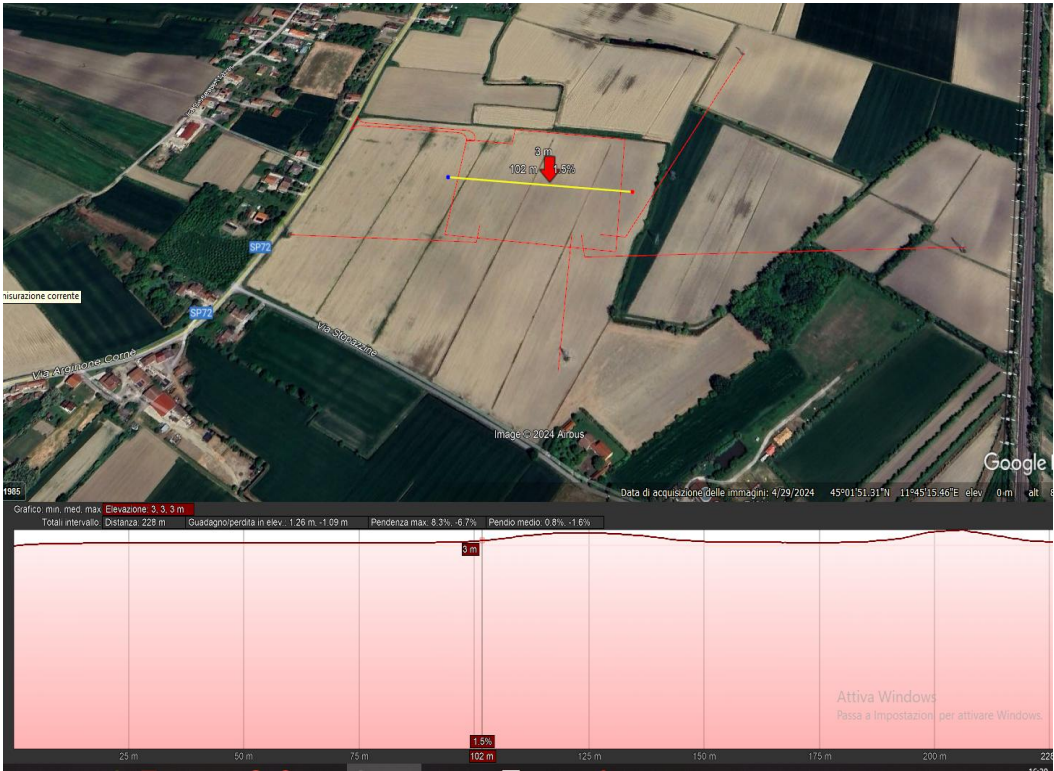 3 m
102 m
1.5%
SP72
nisurazione corrente
SP72
Via Stopazzine
Via Arginone Cornè
Image © 2024 Airbus
Google
1985
Data di acquisizione delle immagini: 4/29/2024 45°01'51.31"N 11°45'15.46"E elev 0 m alt 8
Grafico: min, med, max Elevazione: 3, 3, 3 m
Totali intervallo: Distanza: 228 m Guadagno/perdita in elev.: 1.26 m, -1.09 m Pendenza max: 8.3%, -6.7% Pendio medio: 0.8%, -1.6%
3 m
Attiva Windows
Passa a Impostazioni per attivare Windows.
1.5%
25 m 50 m 75 m 102 m 125 m 150 m 175 m 200 m 225